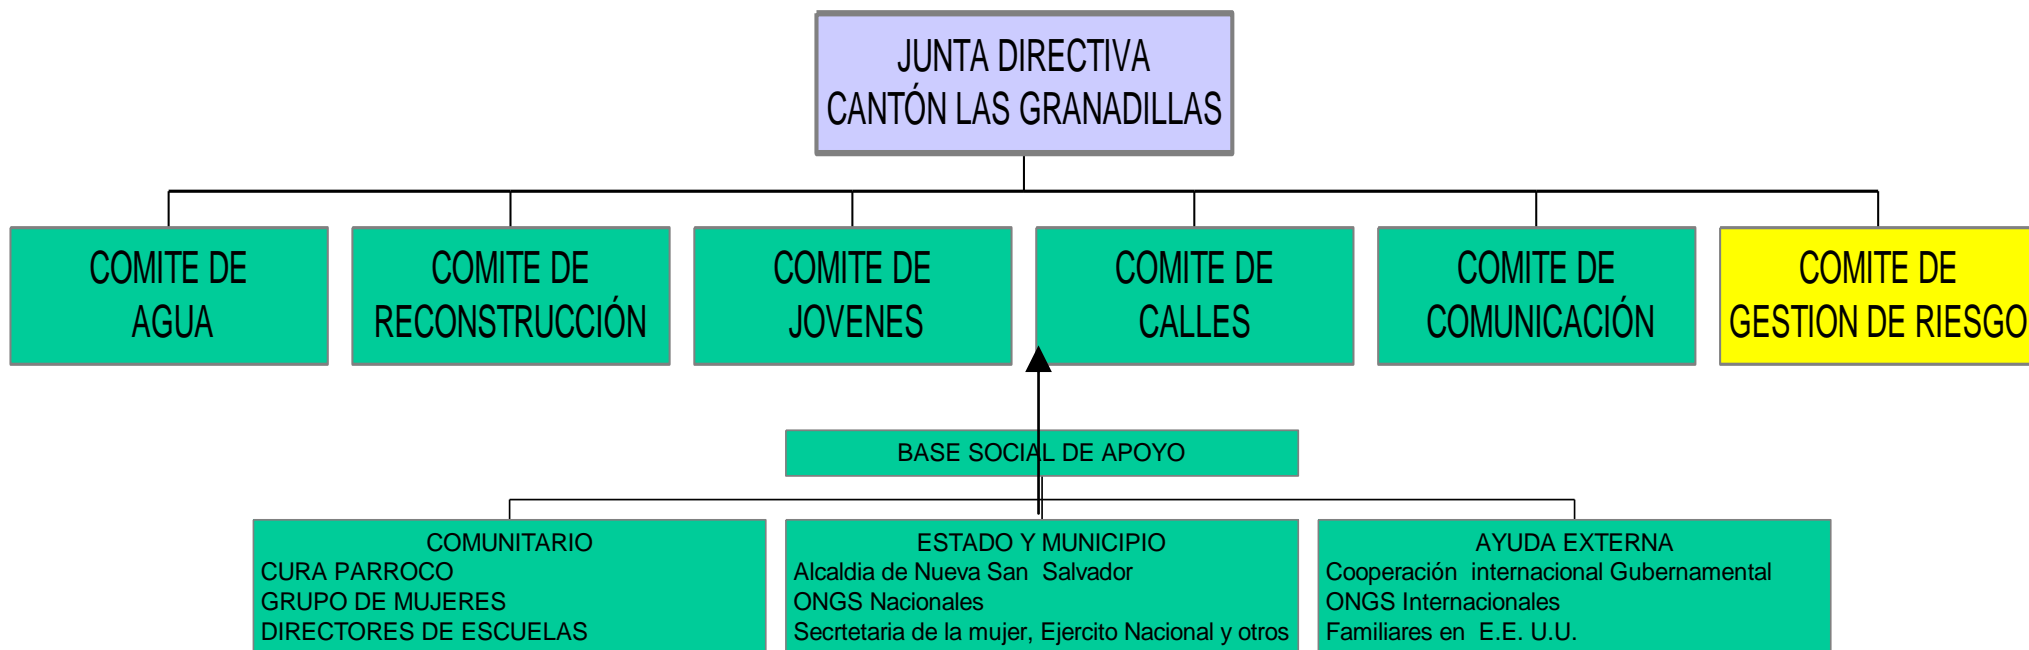 JUNTA DIRECTIVA
CANTÓN LAS GRANADILLAS
COMITE DE
AGUA
COMITE DE
RECONSTRUCCIÓN
COMITE DE
JOVENES
COMITE DE
CALLES
COMITE DE
COMUNICACIÓN
COMITE DE
GESTION DE RIESGO
BASE SOCIAL DE APOYO
COMUNITARIO
CURA PARROCO
GRUPO DE MUJERES
DIRECTORES DE ESCUELAS
ESTADO Y MUNICIPIO
Alcaldia de Nueva San Salvador
ONGS Nacionales
Secrtetaria de la mujer, Ejercito Nacional y otros
AYUDA EXTERNA
Cooperación internacional Gubernamental
ONGS Internacionales
Familiares en E.E. U.U.